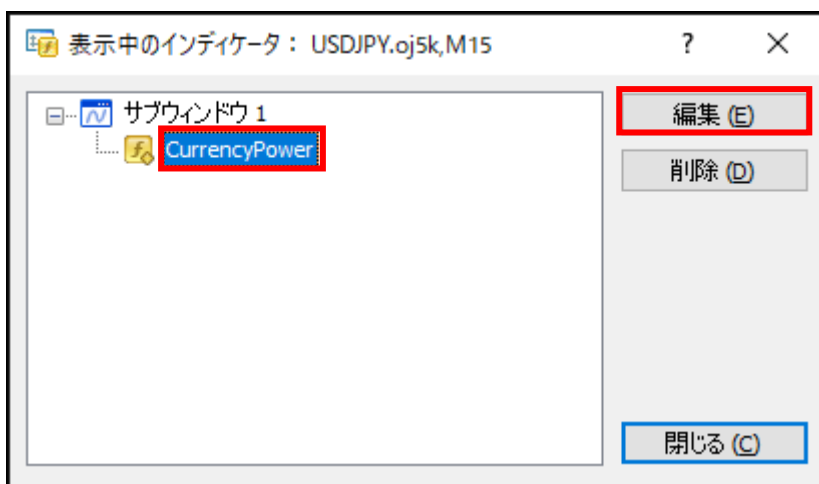 表示中のインディケータ： USDJPY.oj5k,M15 ? ×
サブウィンドウ 1
CurrencyPower
編集 (E)
削除 (D)
閉じる (C)